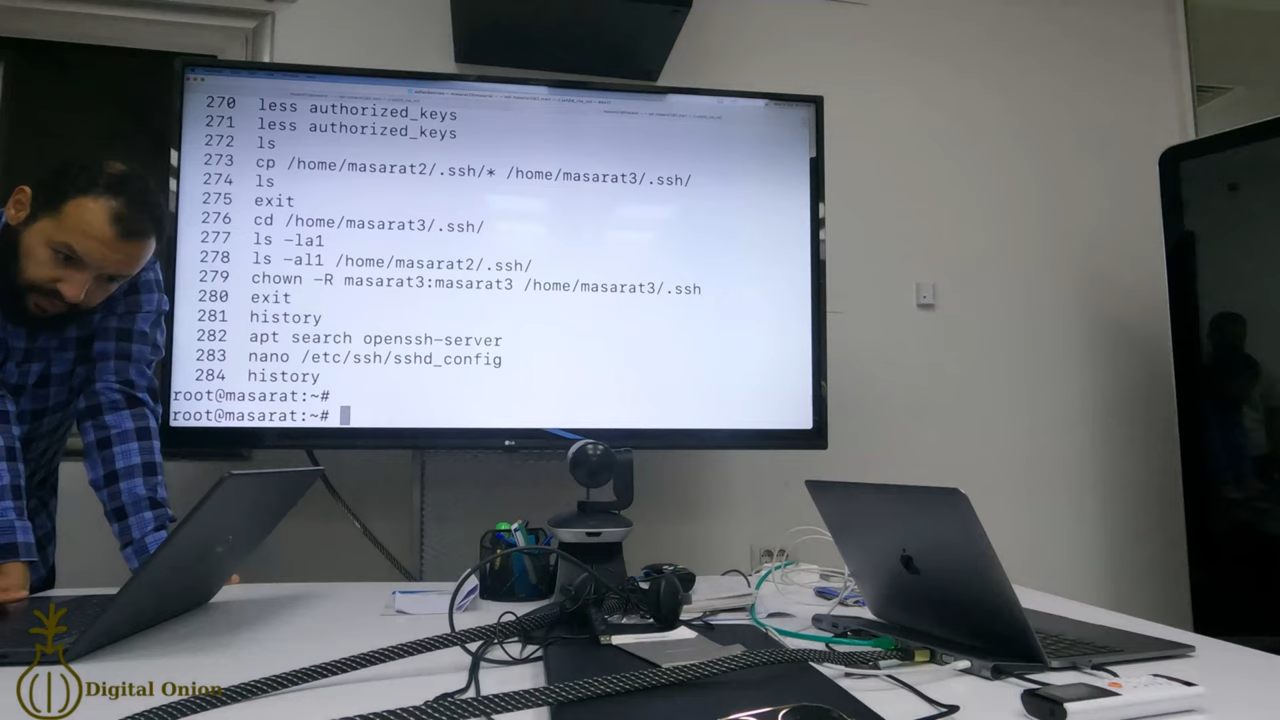 270 less authorized_keys
271 less authorized_keys
272 ls
273 cp /home/masarat2/.ssh/* /home/masarat3/.ssh/
274 ls
275 exit
276 cd /home/masarat3/.ssh/
277 ls -la1
278 ls -al1 /home/masarat2/.ssh/
279 chown -R masarat3:masarat3 /home/masarat3/.ssh
280 exit
281 history
282 apt search openssh-server
283 nano /etc/ssh/sshd_config
284 history
root@masarat:~#
root@masarat:~#
LG
Digital Onion